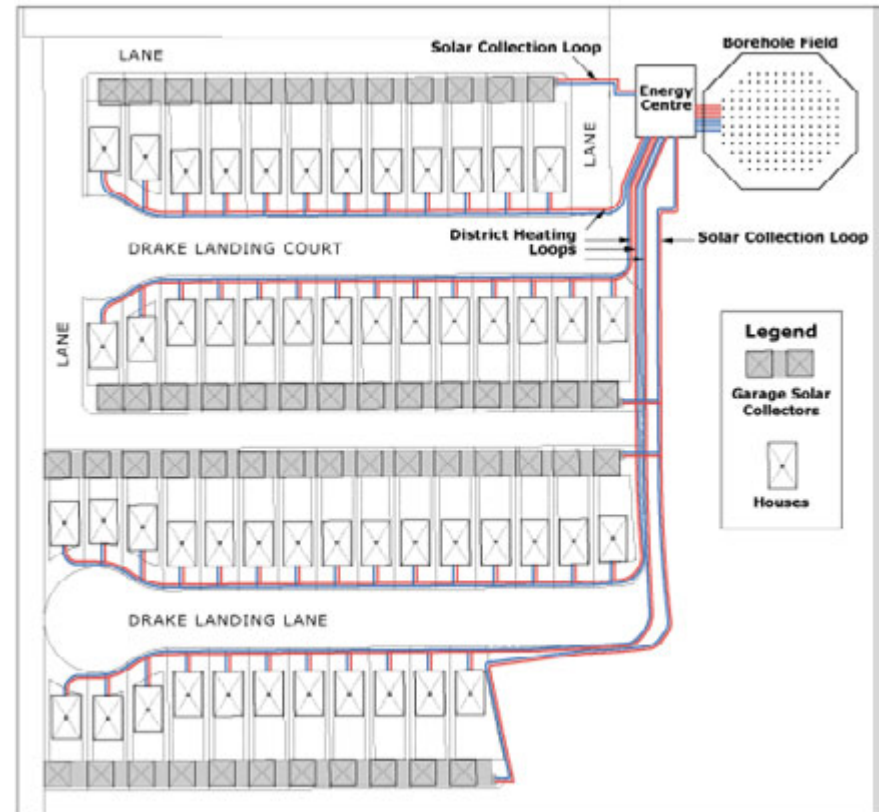 LANE
Solar Collection Loop
Borehole Field
Energy
Centre
LANE
District Heating
Loops
Solar Collection Loop
DRAKE LANDING COURT
LANE
Legend
Garage Solar
Collectors
Houses
DRAKE LANDING LANE